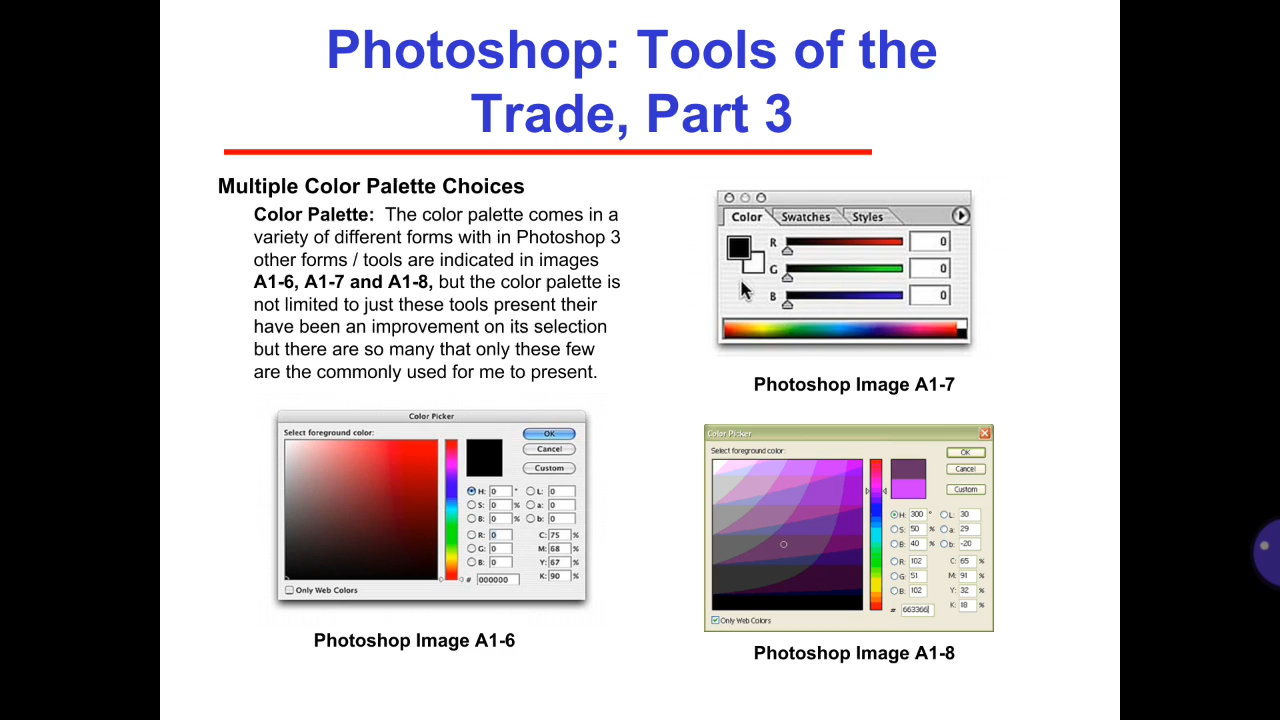 Photoshop: Tools of the
Trade, Part 3
Multiple Color Palette Choices
Color Palette: The color palette comes in a
variety of different forms with in Photoshop 3
other forms / tools are indicated in images
A1-6, A1-7 and A1-8, but the color palette is
not limited to just these tools present their
have been an improvement on its selection
but there are so many that only these few
are the commonly used for me to present.
Color Swatches Styles
R 0
G 0
B 0
Photoshop Image A1-7
Color Picker
Select foreground color:
OK
Cancel
Custom
H: 0 ° L: 0
S: 0 % a: 0
B: 0 % b: 0
R: 0 C: 75 %
G: 0 M: 68 %
B: 0 Y: 67 %
# 000000 K: 90 %
Only Web Colors
Photoshop Image A1-6
Color Picker
Select foreground color:
OK
Cancel
Custom
H: 300 ° L: 30
S: 50 % a: 29
B: 40 % b: -20
R: 102 C: 65 %
G: 51 M: 91 %
B: 102 Y: 32 %
# 663366 K: 18 %
Only Web Colors
Photoshop Image A1-8